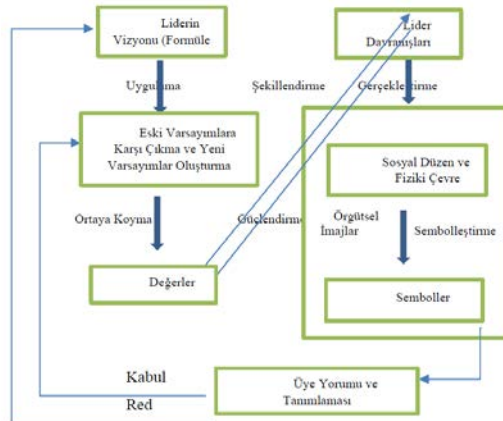 Liderin
Vizyonu (Formüle
Lider
Davranışları
Uygulama
Şekillendirme
Gerçekleştirme
Eski Varsayımlara
Karşı Çıkma ve Yeni
Varsayımlar Oluşturma
Sosyal Düzen ve
Fiziki Çevre
Ortaya Koyma
Güçlendirme
Örgütsel
İmajlar
Sembolleştirme
Değerler
Semboller
Kabul
Red
Üye Yorumu ve
Tanımlaması